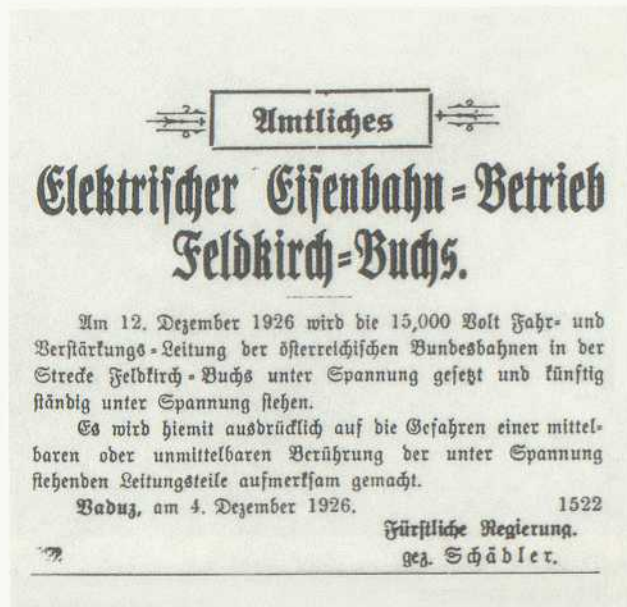 Amtliches
Elektrischer Eisenbahn-Betrieb
Feldkirch-Buchs.
Am 12. Dezember 1926 wird die 15,000 Volt Fahr- und
Verstärkungs-Leitung der österreichischen Bundesbahnen in der
Strecke Feldkirch-Buchs unter Spannung gesetzt und künftig
ständig unter Spannung stehen.
Es wird hiemit ausdrücklich auf die Gefahren einer mittel-
baren oder unmittelbaren Berührung der unter Spannung
stehenden Leitungsteile aufmerksam gemacht.
Vaduz, am 4. Dezember 1926. 1522
Fürstliche Regierung.
gez. Schädler.